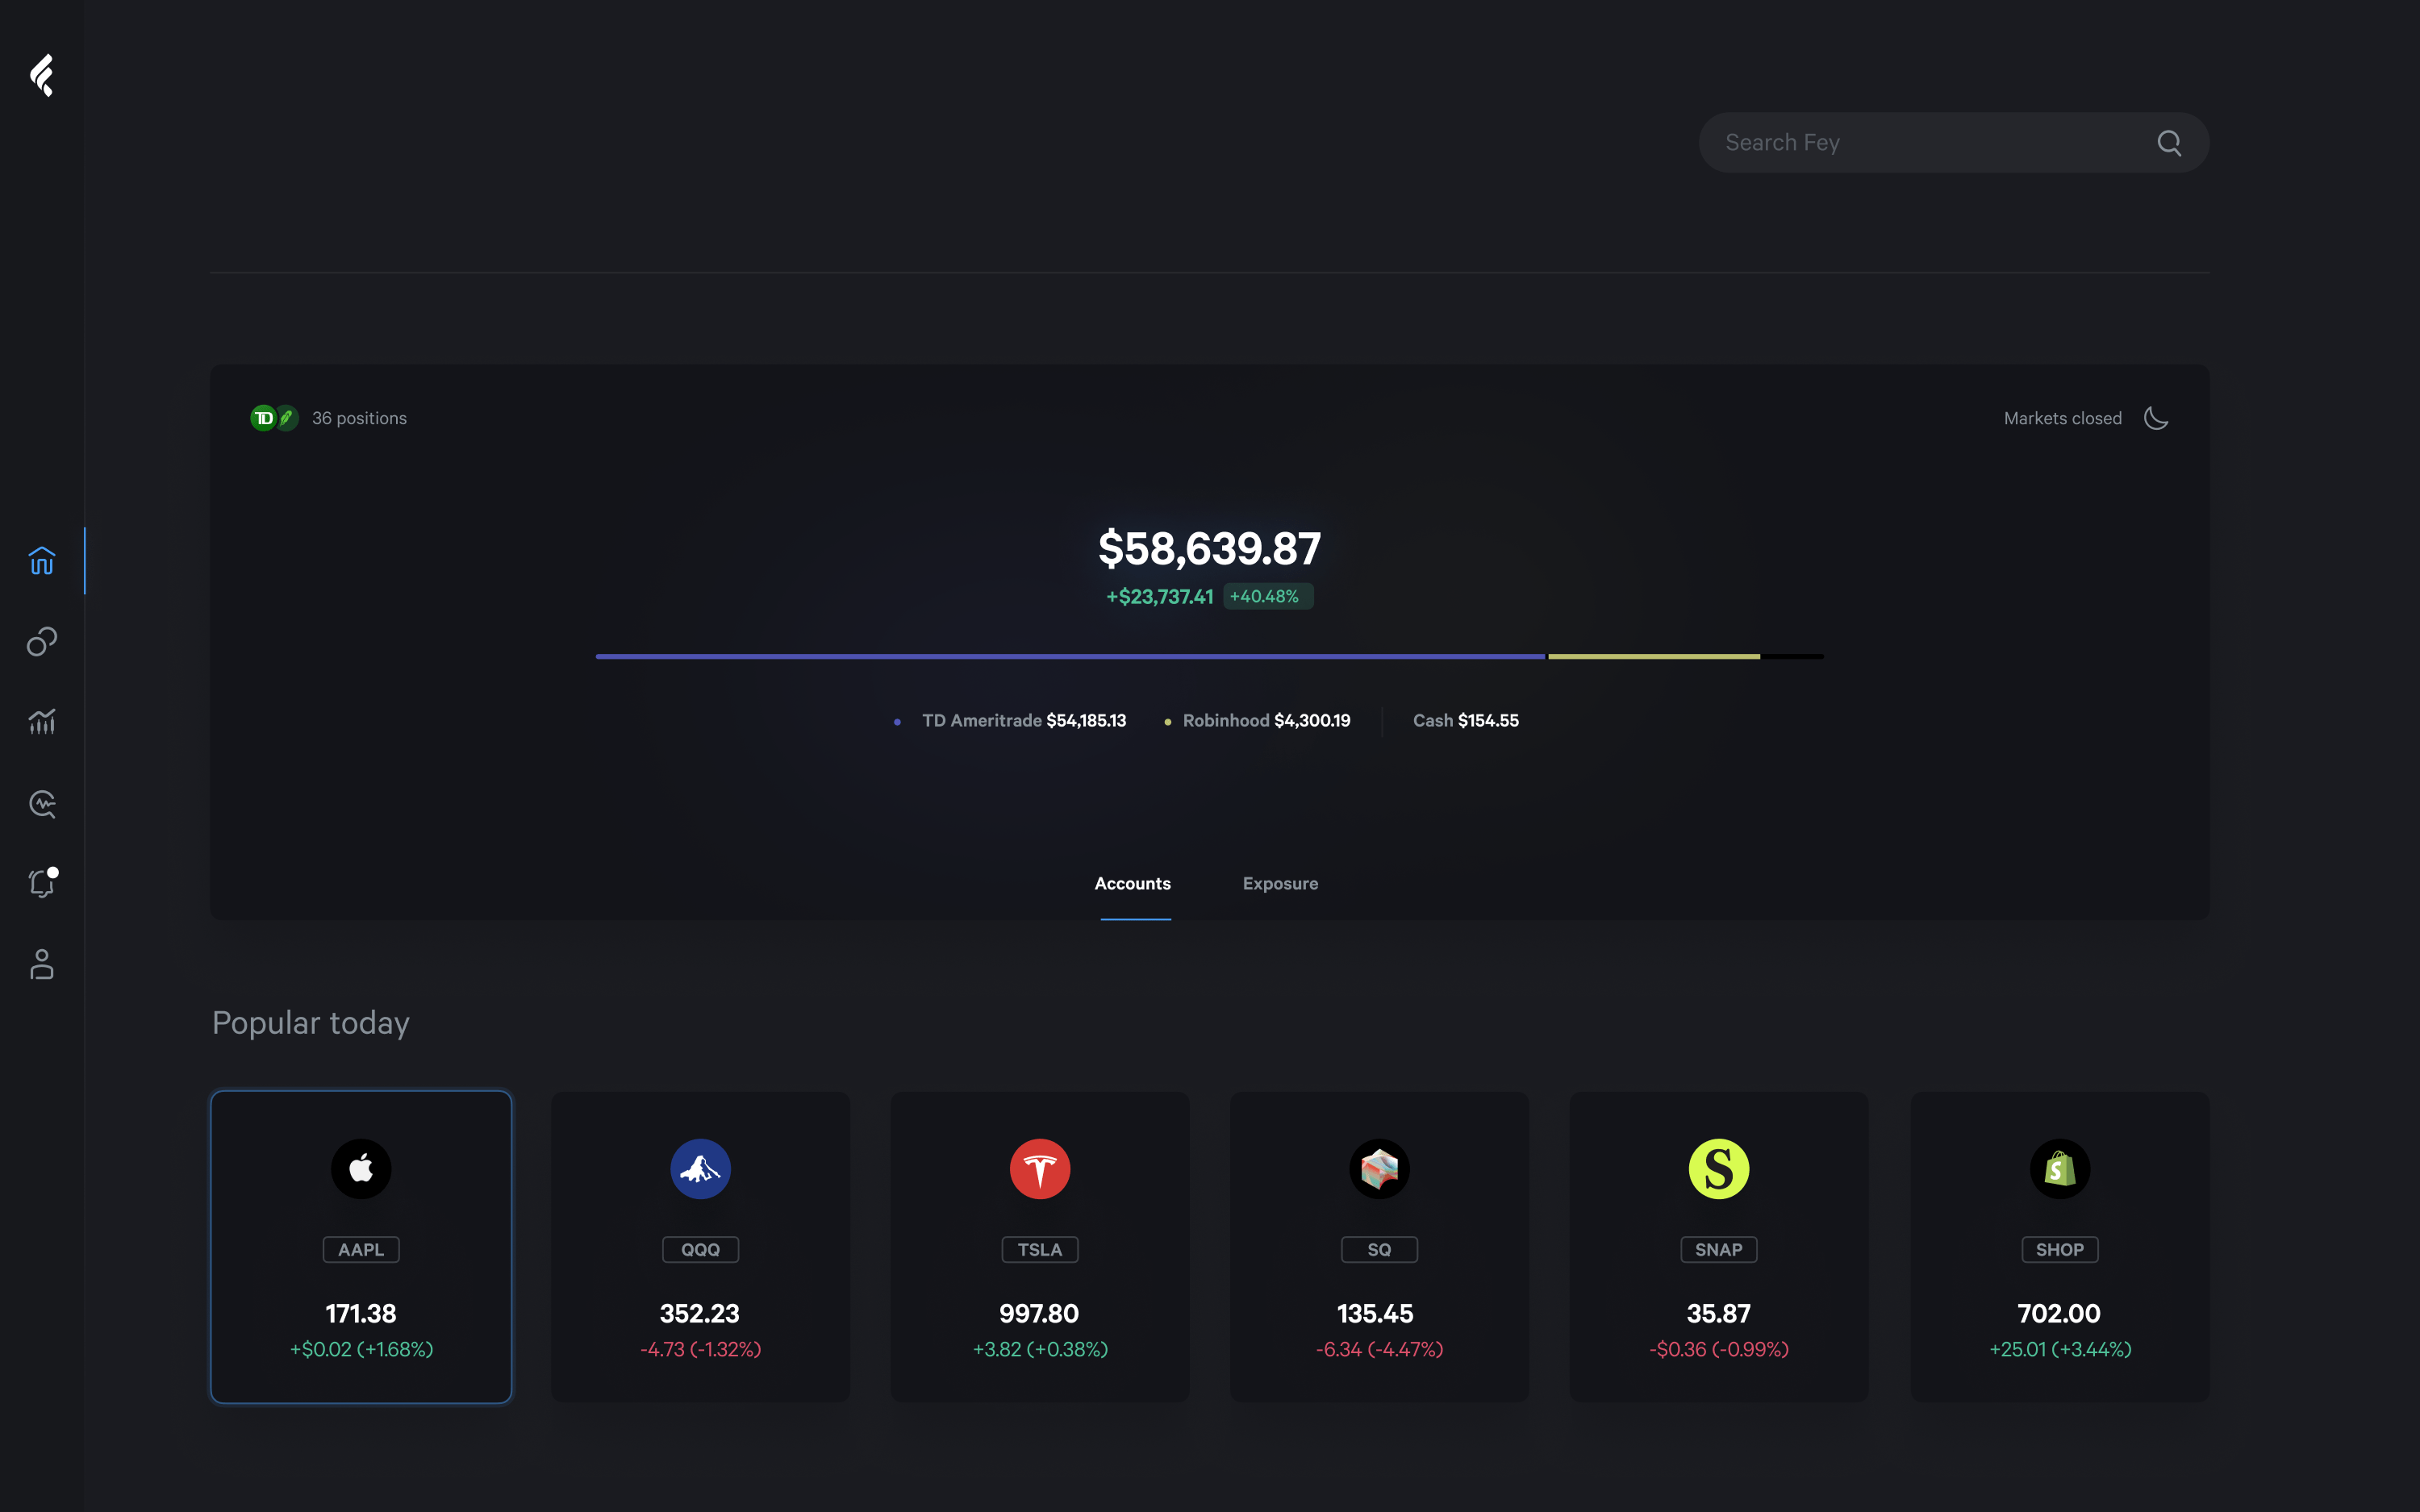 Search Fey
TD 36 positions
Markets closed
$58,639.87
+$23,737.41 +40.48%
TD Ameritrade $54,185.13 Robinhood $4,300.19 Cash $154.55
Accounts Exposure
Popular today
S S
AAPL QQQ TSLA SQ SNAP SHOP
171.38 352.23 997.80 135.45 35.87 702.00
+$0.02 (+1.68%) -4.73 (-1.32%) +3.82 (+0.38%) -6.34 (-4.47%) -$0.36 (-0.99%) +25.01 (+3.44%)